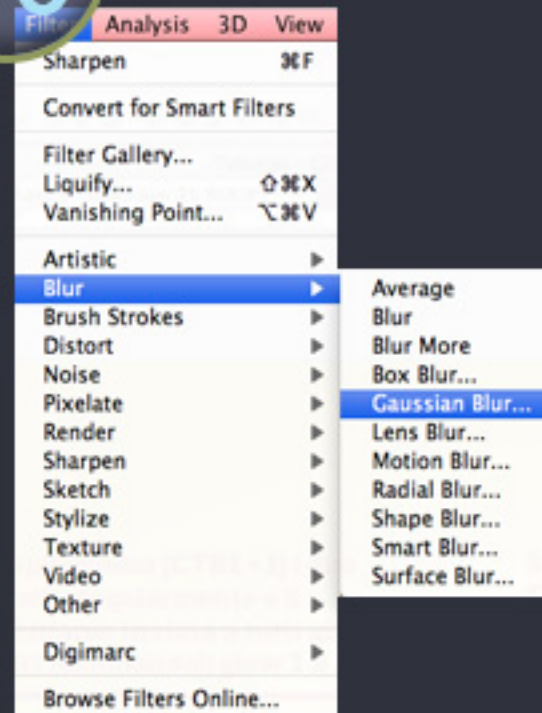 Filter Analysis 3D View
Sharpen ⌘F
Convert for Smart Filters
Filter Gallery...
Liquify... ⇧⌘X
Vanishing Point... ⌥⌘V
Artistic
Blur
Brush Strokes
Distort
Noise
Pixelate
Render
Sharpen
Sketch
Stylize
Texture
Video
Other
Digimarc
Browse Filters Online...
Average
Blur
Blur More
Box Blur...
Gaussian Blur...
Lens Blur...
Motion Blur...
Radial Blur...
Shape Blur...
Smart Blur...
Surface Blur...